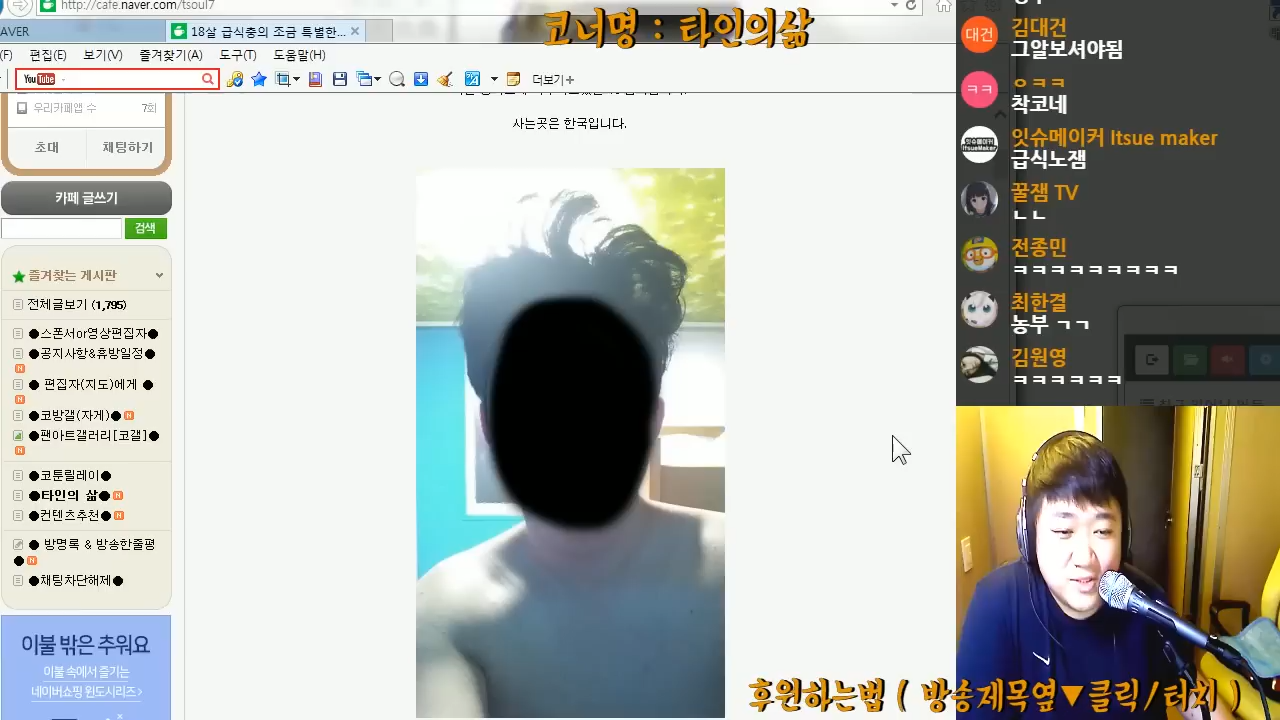 http://cafe.naver.com/tsoul7
코너명 : 타인의삶
AVER
18살 급식충의 조금 특별한...
(F)
편집(E)
보기(V)
즐겨찾기(A)
도구(T)
도움말(H)
You Tube
더보기+
우리카페앱 수
7회
초대
채팅하기
카페 글쓰기
검색
즐겨찾는 게시판
전체글보기 (1,795)
●스폰서or영상편집자●
●공지사항&휴방일정●
● 편집자(지도)에게 ●
●코방갤(자게)●
●팬아트갤러리[코갤]●
●코툰릴레이●
●타인의 삶●
●컨텐츠추천●
● 방명록 & 방송한줄평
●
●채팅차단해제●
이불 밖은 추워요
이불 속에서 즐기는
네이버쇼핑 윈도시리즈>
사는곳은 한국입니다.
대건
김대건
그알보셔야됨
ㅋㅋ
ㅇㅋㅋ
착코네
잇슈메이커 Itsue maker
급식노잼
꿀잼 TV
ㄴㄴ
전종민
ㅋㅋㅋㅋㅋㅋㅋㅋㅋ
최한결
농부 ㄱㄱ
김원영
ㅋㅋㅋㅋㅋㅋ
후원하는법 ( 방송제목옆▼클릭/터치 )